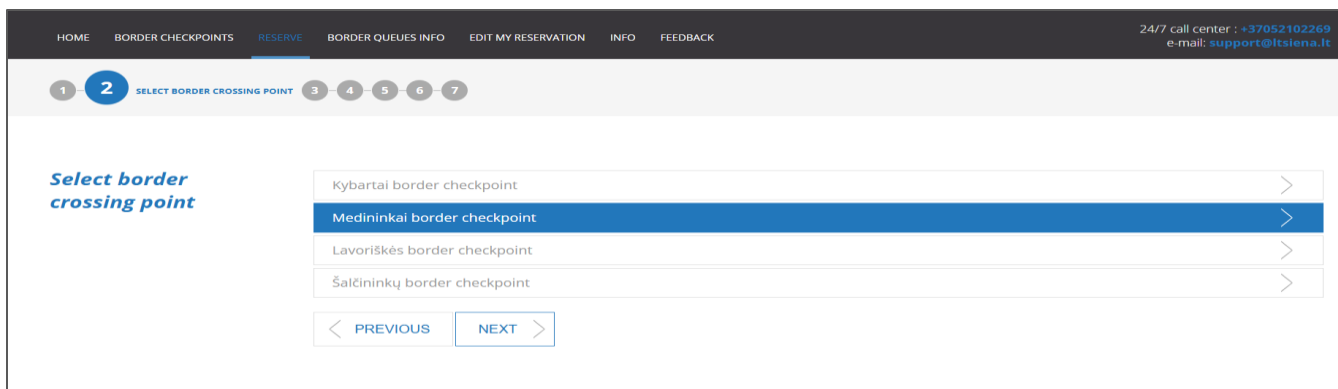 HOME BORDER CHECKPOINTS RESERVE BORDER QUEUES INFO EDIT MY RESERVATION INFO FEEDBACK
24/7 call center : +37052102269
e-mail: support@ltsiena.lt
1 2 SELECT BORDER CROSSING POINT 3 4 5 6 7
Select border
crossing point
Kybartai border checkpoint
Medininkai border checkpoint
Lavoriškės border checkpoint
Šalčininkų border checkpoint
PREVIOUS NEXT